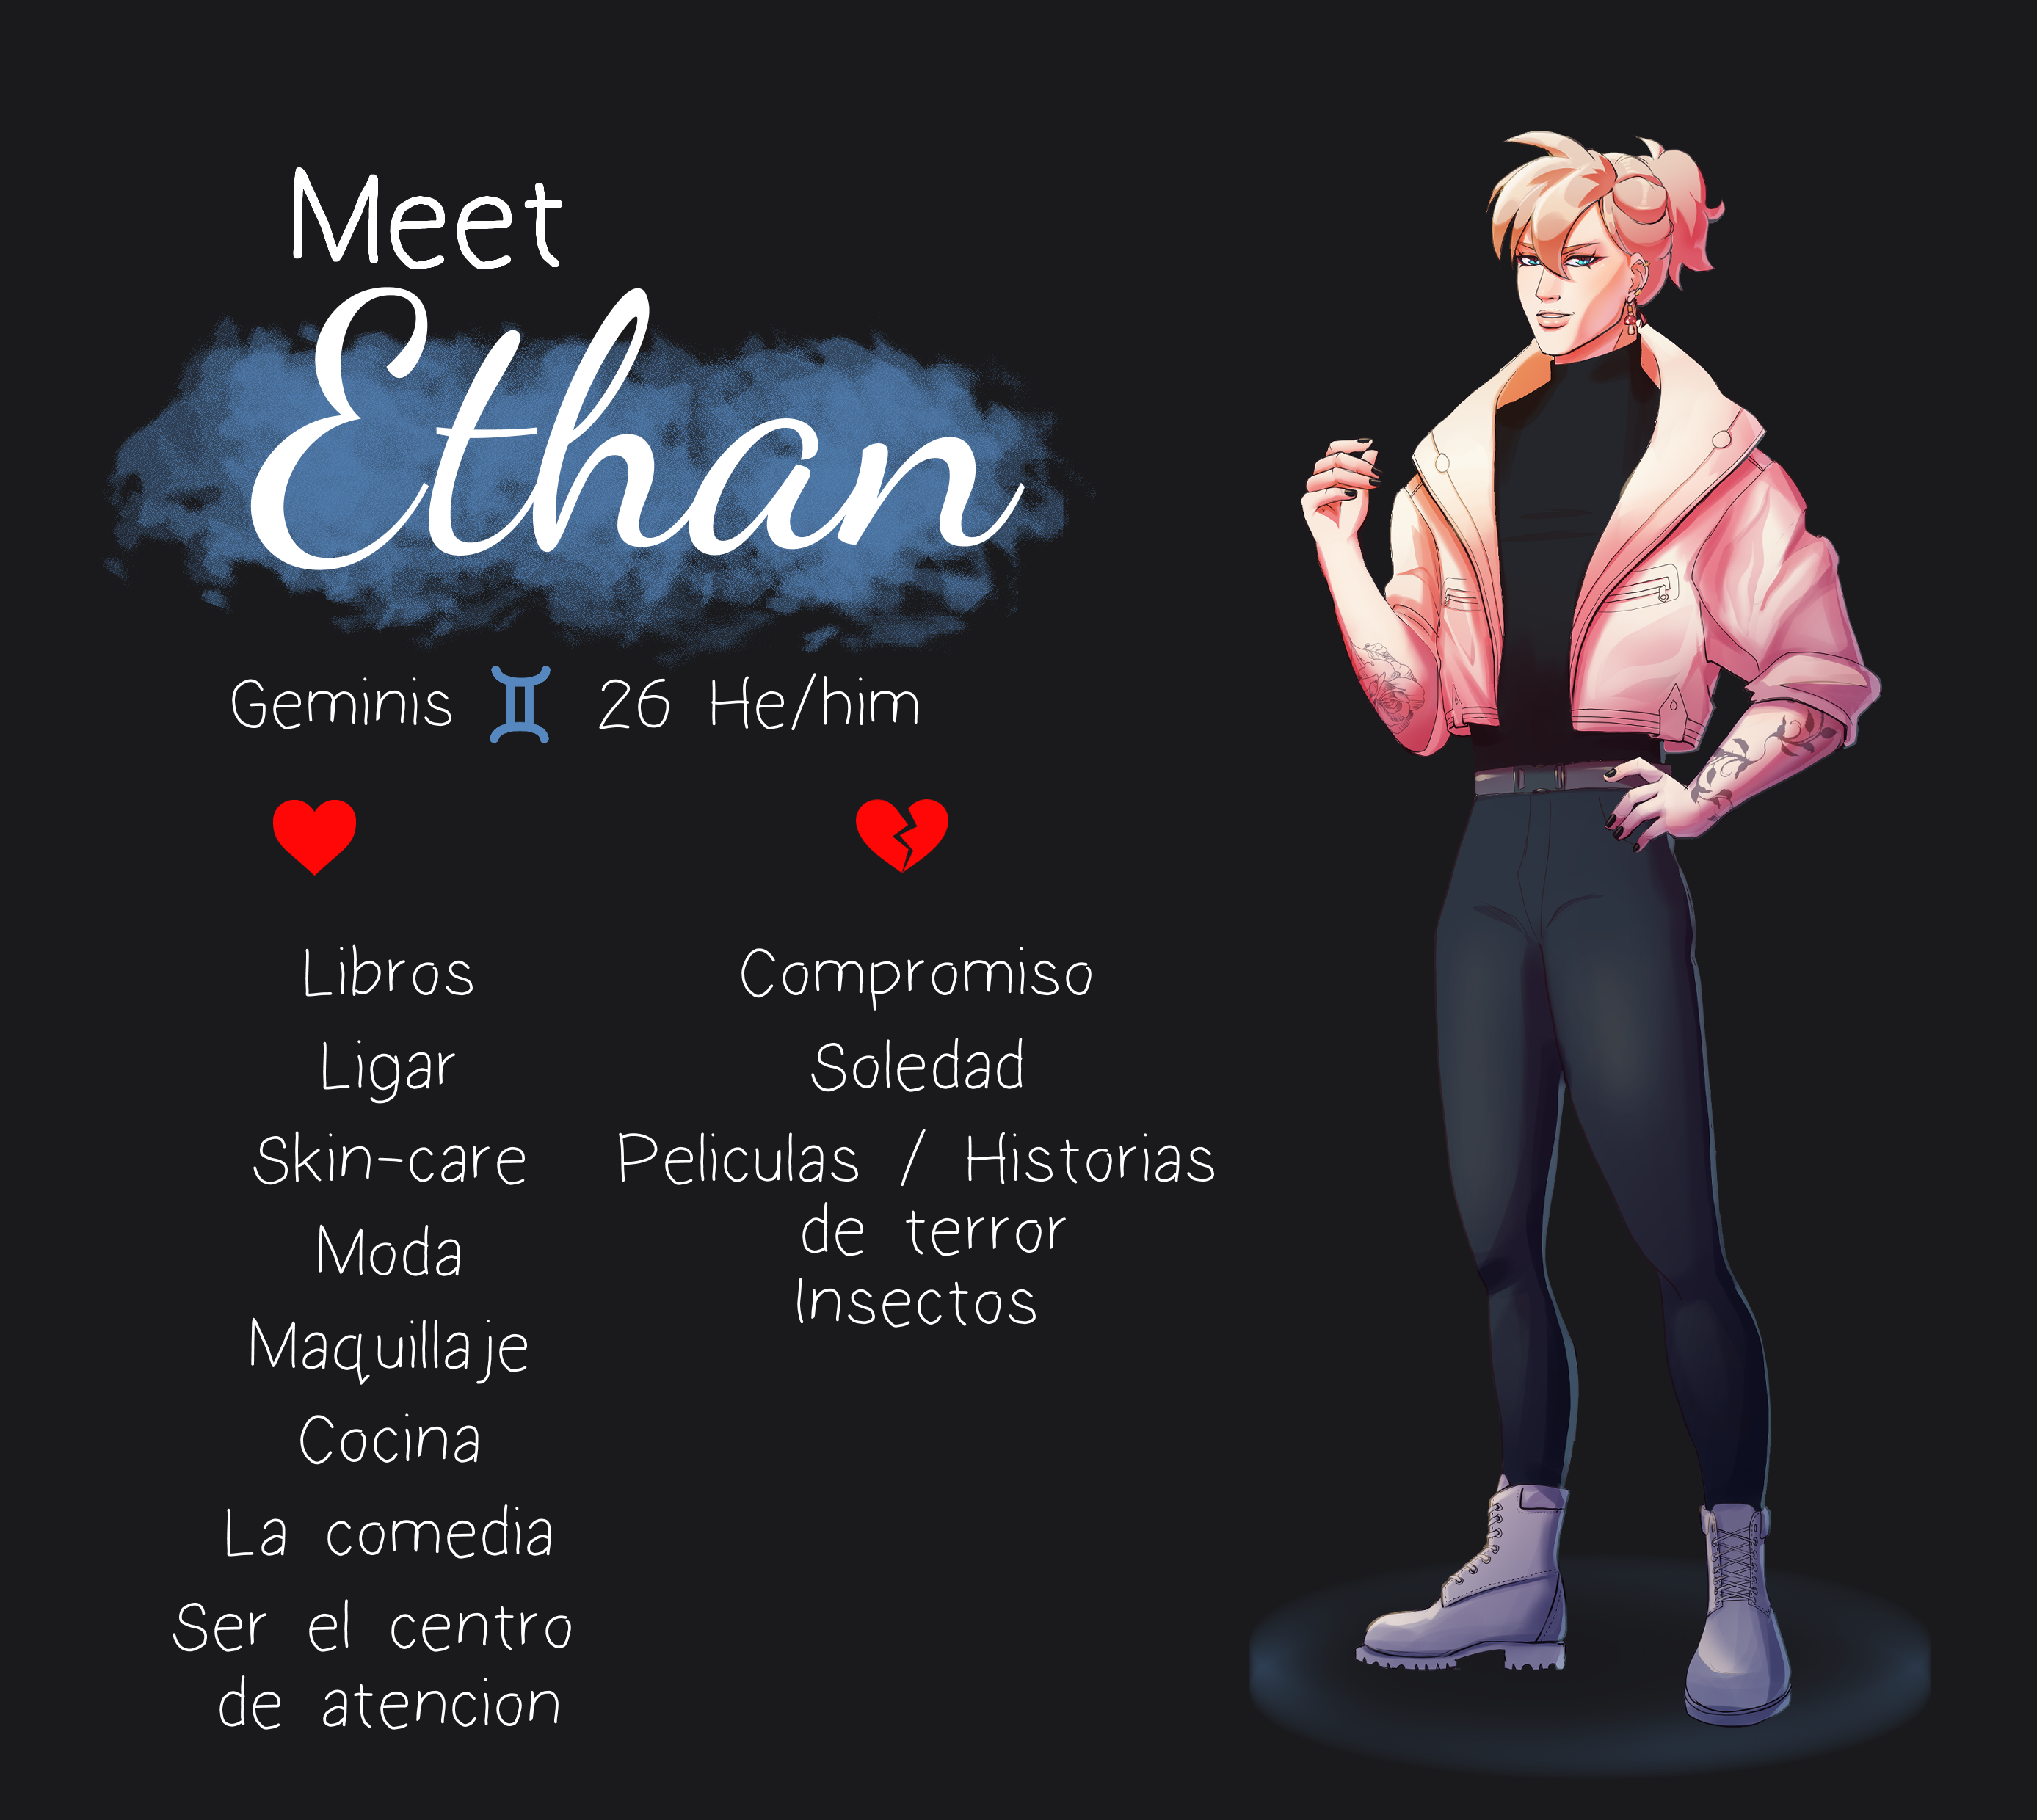 Meet
Ethan
Geminis ♊ 26 He/him
Libros
Ligar
Skin-care
Moda
Maquillaje
Cocina
La comedia
Ser el centro
de atencion
Compromiso
Soledad
Peliculas / Historias
de terror
Insectos